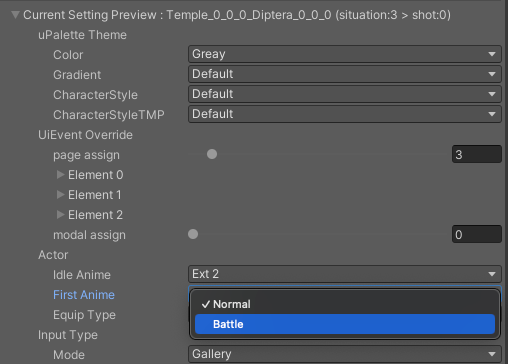 Current Setting Preview : Temple_0_0_0_Diptera_0_0_0 (situation:3 > shot:0)
uPalette Theme
Color Greay
Gradient Default
CharacterStyle Default
CharacterStyleTMP Default
UiEvent Override
page assign 3
Element 0
Element 1
Element 2
modal assign 0
Actor
Idle Anime Ext 2
First Anime
✓ Normal
Equip Type Battle
Input Type
Mode Gallery